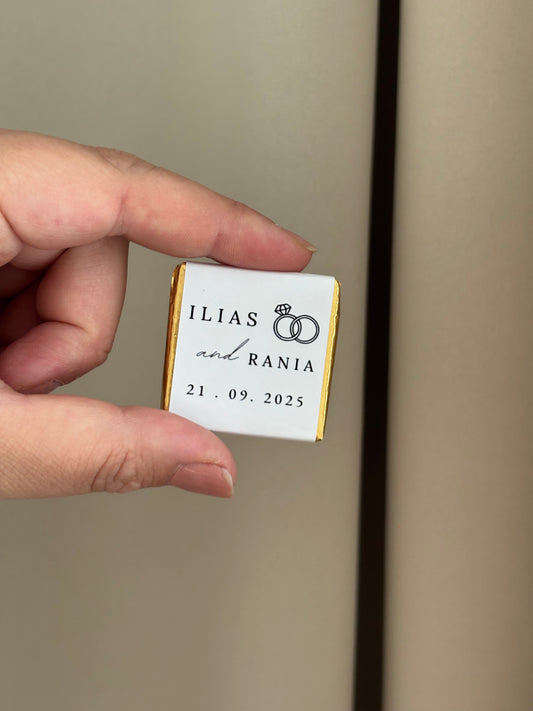 ILIAS
and RANIA
21 . 09. 2025